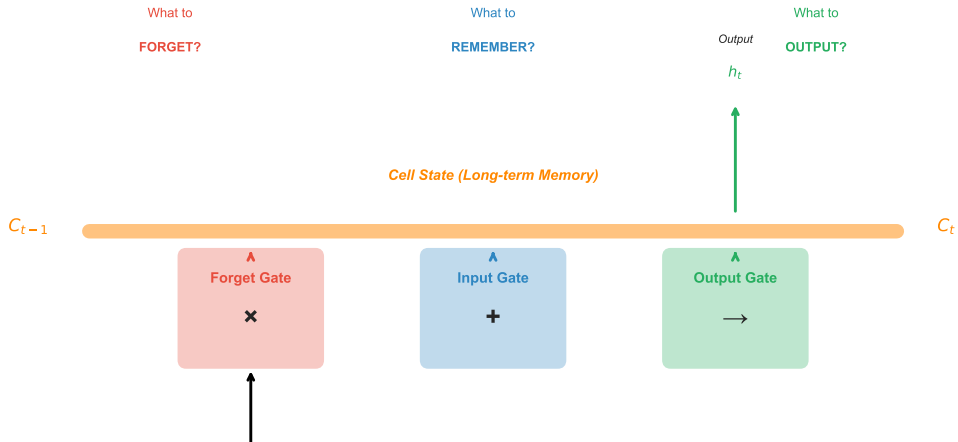 What to
FORGET?
What to
REMEMBER?
What to
OUTPUT?
Output
hₜ
Cell State (Long-term Memory)
Cₜ₋₁
Cₜ
Forget Gate
×
Input Gate
+
Output Gate
→